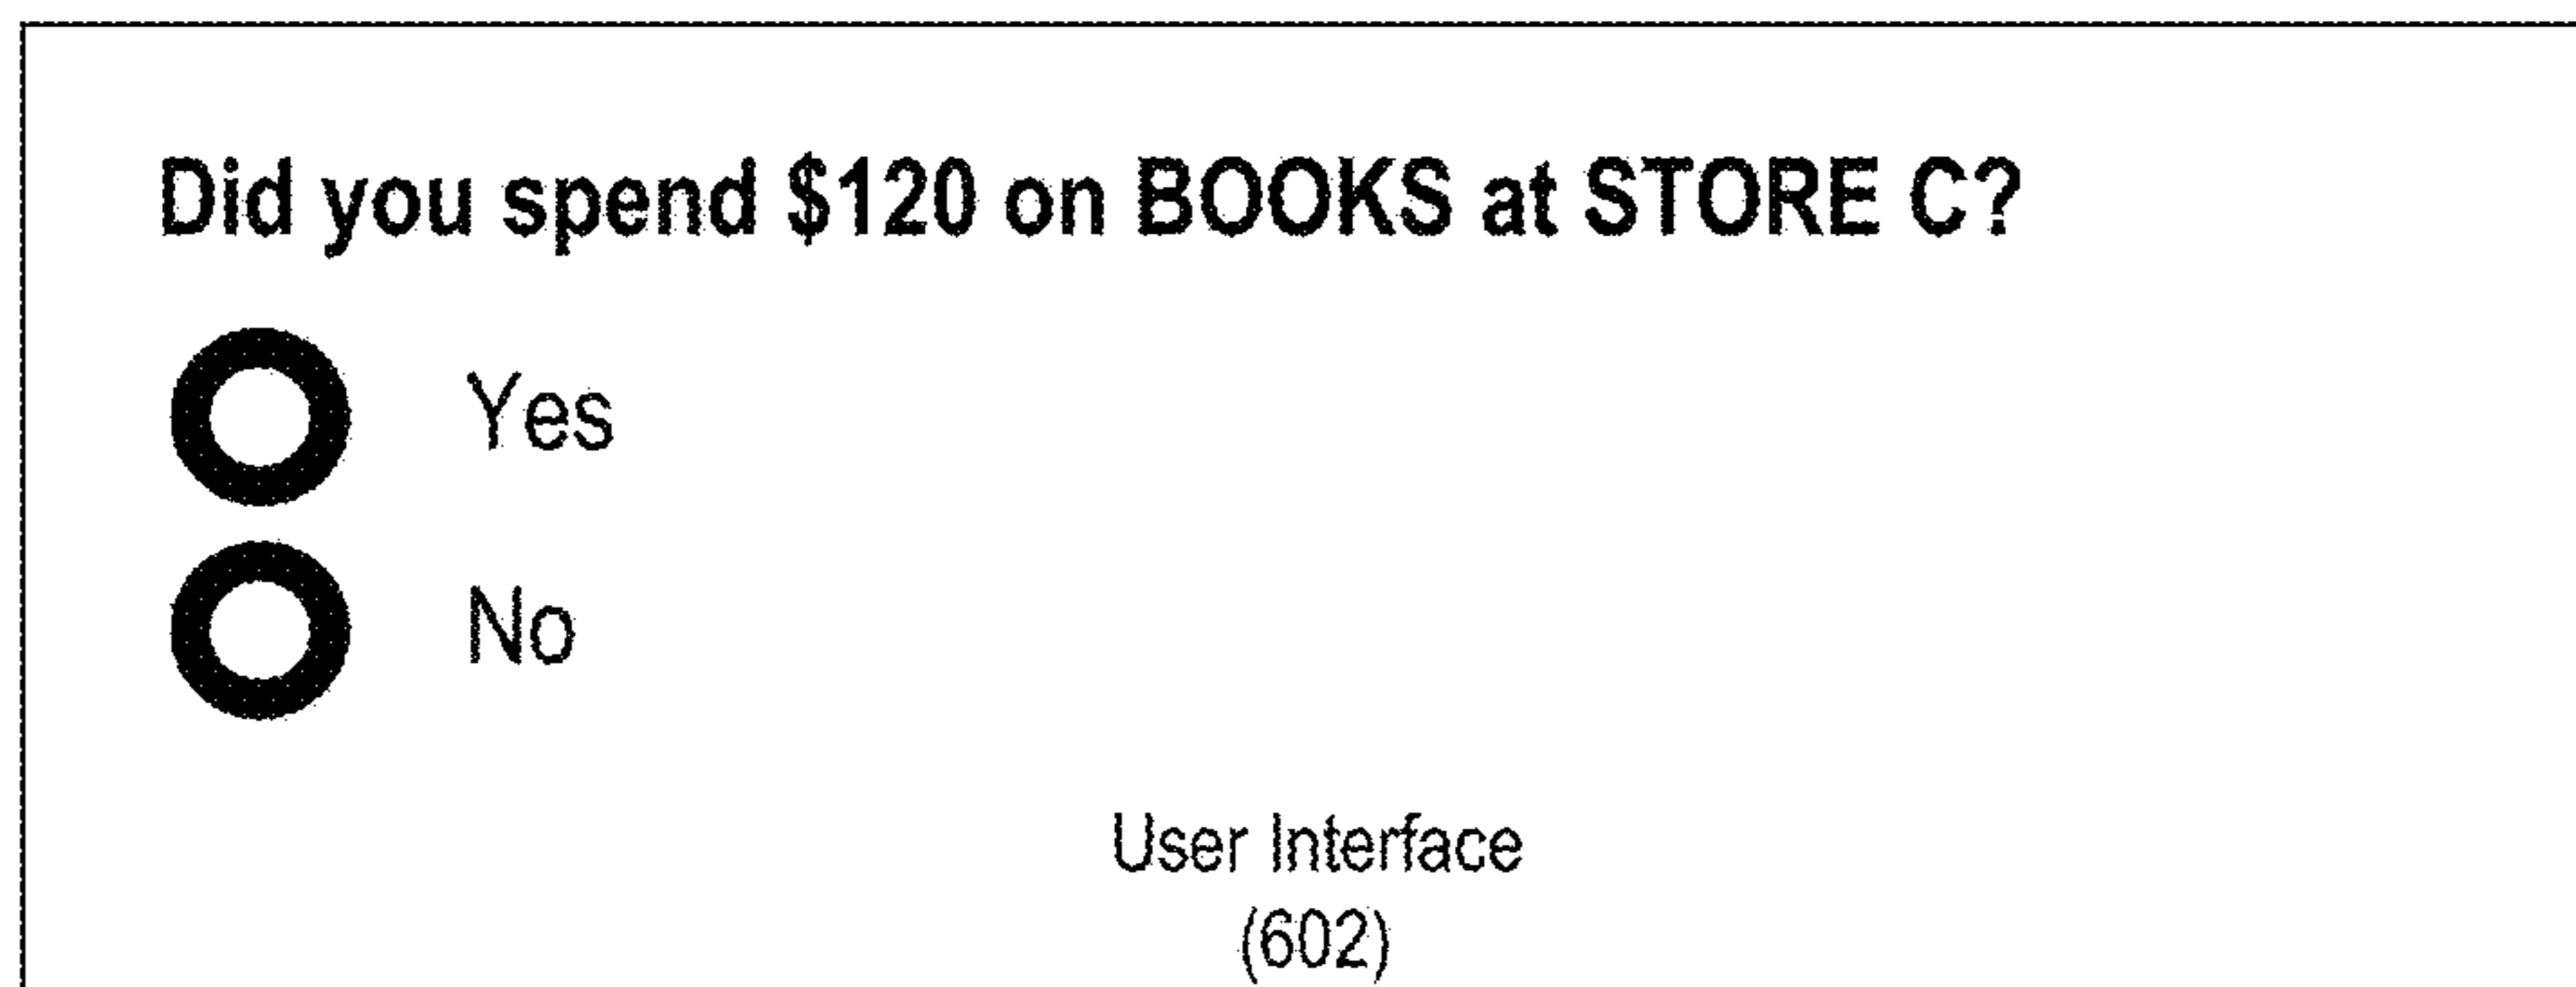 Did you spend $120 on BOOKS at STORE C?
Yes
No
User Interface
(602)